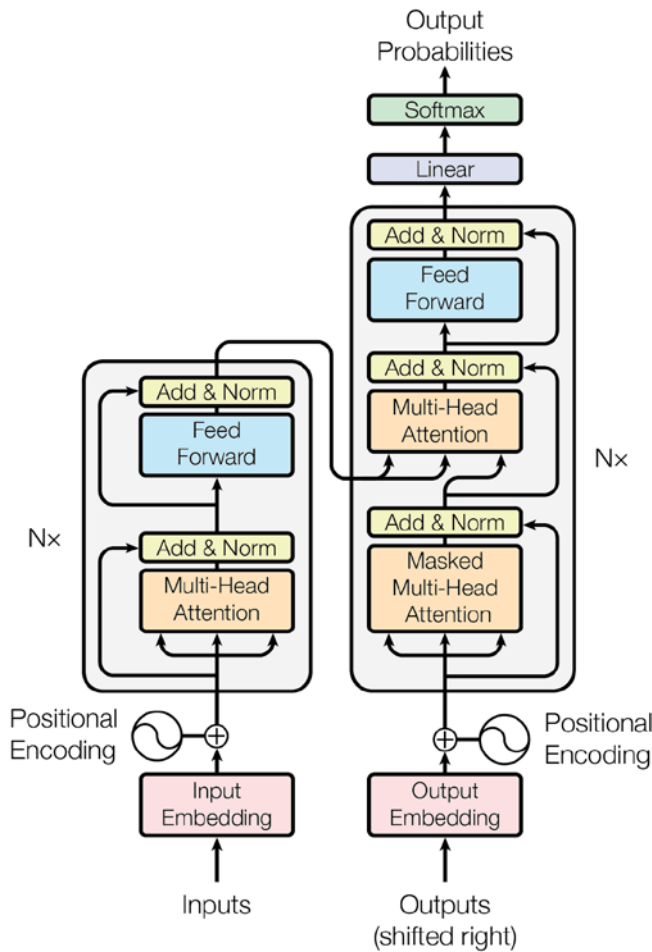 Output
Probabilities
Softmax
Linear
Add & Norm
Feed
Forward
Add & Norm
Multi-Head
Attention
Add & Norm
Masked
Multi-Head
Attention
N×
Positional
Encoding
Output
Embedding
Outputs
(shifted right)
Add & Norm
Feed
Forward
Add & Norm
Multi-Head
Attention
N×
Positional
Encoding
Input
Embedding
Inputs